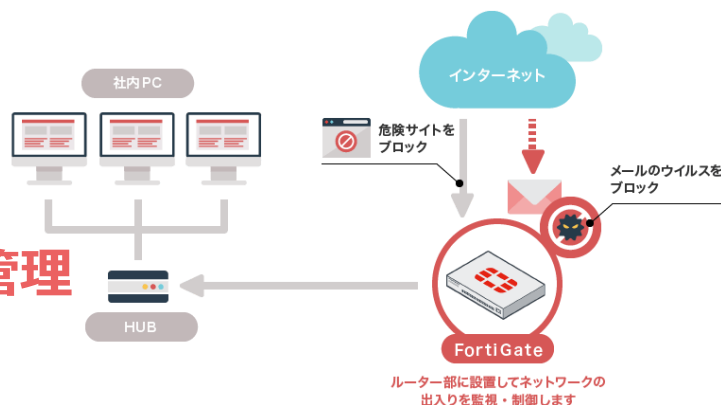 社内PC
インターネット
危険サイトを
ブロック
メールのウイルスを
ブロック
管理
HUB
FortiGate
ルーター部に設置してネットワークの
出入りを監視・制御します